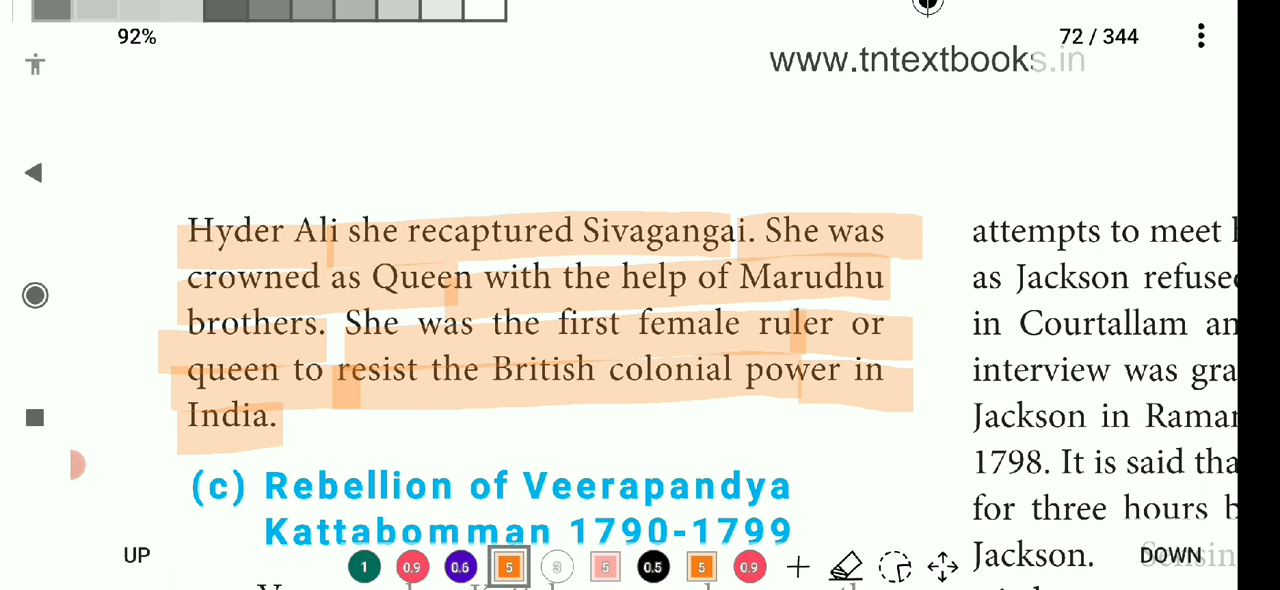 92%
72 / 344
www.tntextbooks.in
Hyder Ali she recaptured Sivagangai. She was
crowned as Queen with the help of Marudhu
brothers. She was the first female ruler or
queen to resist the British colonial power in
India.
(c) Rebellion of Veerapandya
Kattabomman 1790-1799
attempts to meet
as Jackson refuse
in Courtallam an
interview was gra
Jackson in Raman
1798. It is said tha
for three hours b
Jackson.
UP
1 0.9 0.6 5 3 5 0.5 5 0.9
DOWN